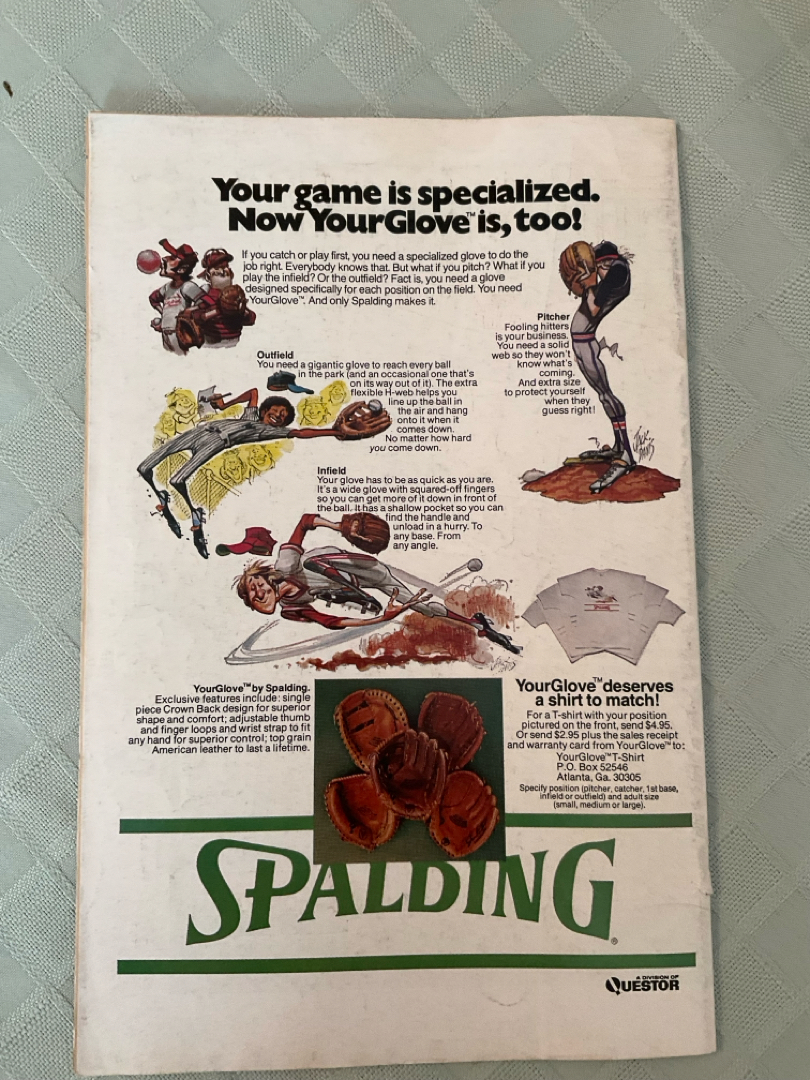 Your game is specialized.
Now YourGlove™ is, too!
If you catch or play first, you need a specialized glove to do the
job right. Everybody knows that. But what if you pitch? What if you
play the infield? Or the outfield? Fact is, you need a glove
designed specifically for each position on the field. You need
YourGlove™. And only Spalding makes it.
Pitcher
Fooling hitters
is your business.
You need a solid
web so they won't
know what's
coming.
And extra size
to protect yourself
when they
guess right!
Outfield
You need a gigantic glove to reach every ball
in the park (and an occasional one that's
on its way out of it). The extra
flexible H-web helps you
line up the ball in
the air and hang
onto it when it
comes down.
No matter how hard
you come down.
JACK
DAVIS
Infield
Your glove has to be as quick as you are.
It's a wide glove with squared-off fingers
so you can get more of it down in front of
the ball. It has a shallow pocket so you can
find the handle and
unload in a hurry. To
any base. From
any angle.
YourGlove™ by Spalding.
Exclusive features include: single
piece Crown Back design for superior
shape and comfort; adjustable thumb
and finger loops and wrist strap to fit
any hand for superior control; top grain
American leather to last a lifetime.
YourGlove™ deserves
a shirt to match!
For a T-shirt with your position
pictured on the front, send $4.95.
Or send $2.95 plus the sales receipt
and warranty card from YourGlove™ to:
YourGlove™ T-Shirt
P.O. Box 52546
Atlanta, Ga. 30305
Specify position (pitcher, catcher, 1st base,
infield or outfield) and adult size
(small, medium or large).
SPALDING®
A DIVISION OF
QUESTOR